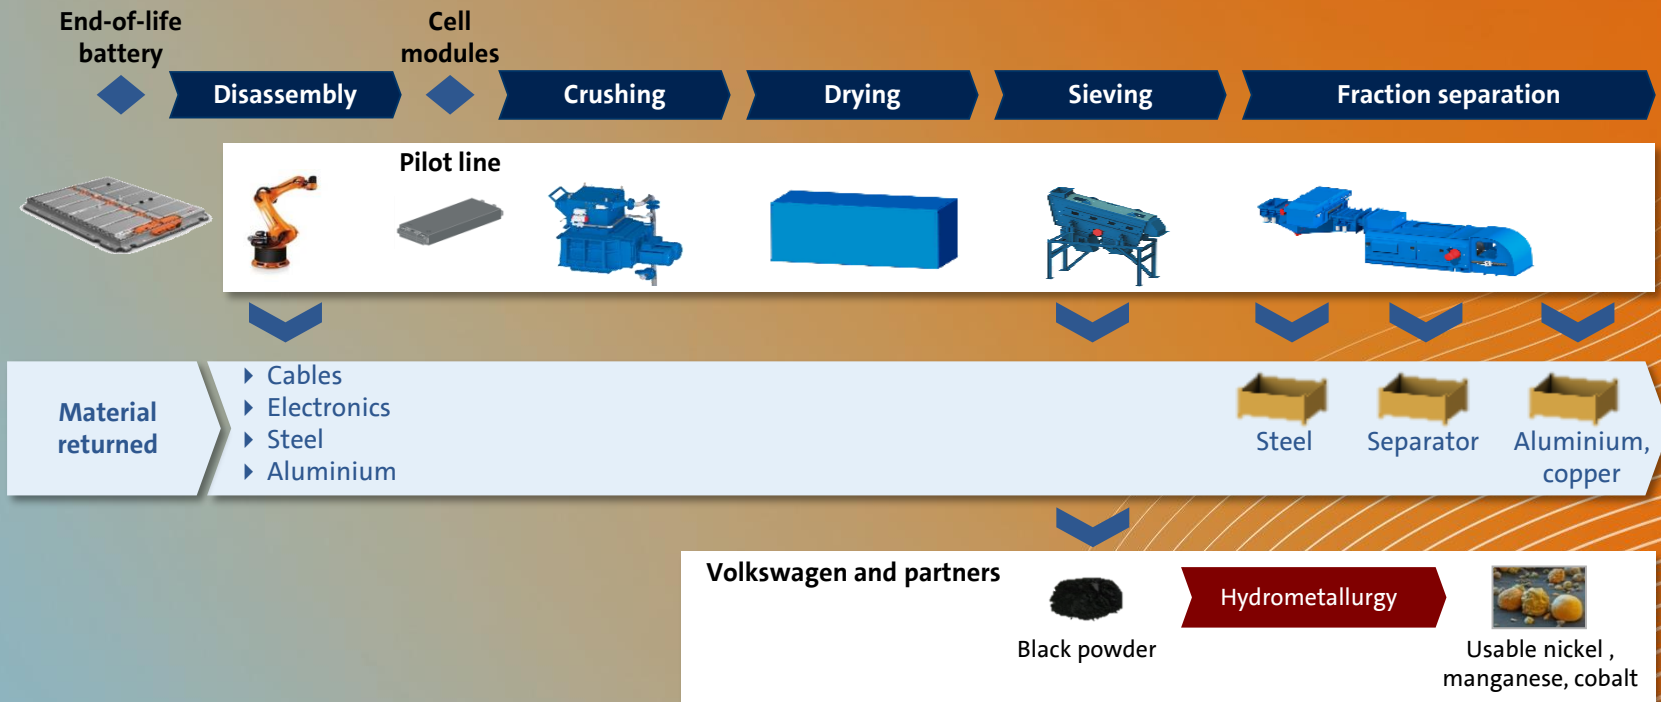 End-of-life
battery
Cell
modules
Disassembly
Crushing
Drying
Sieving
Fraction separation
Pilot line
Material
returned
Cables
Electronics
Steel
Aluminium
Steel
Separator
Aluminium,
copper
Volkswagen and partners
Black powder
Hydrometallurgy
Usable nickel ,
manganese, cobalt